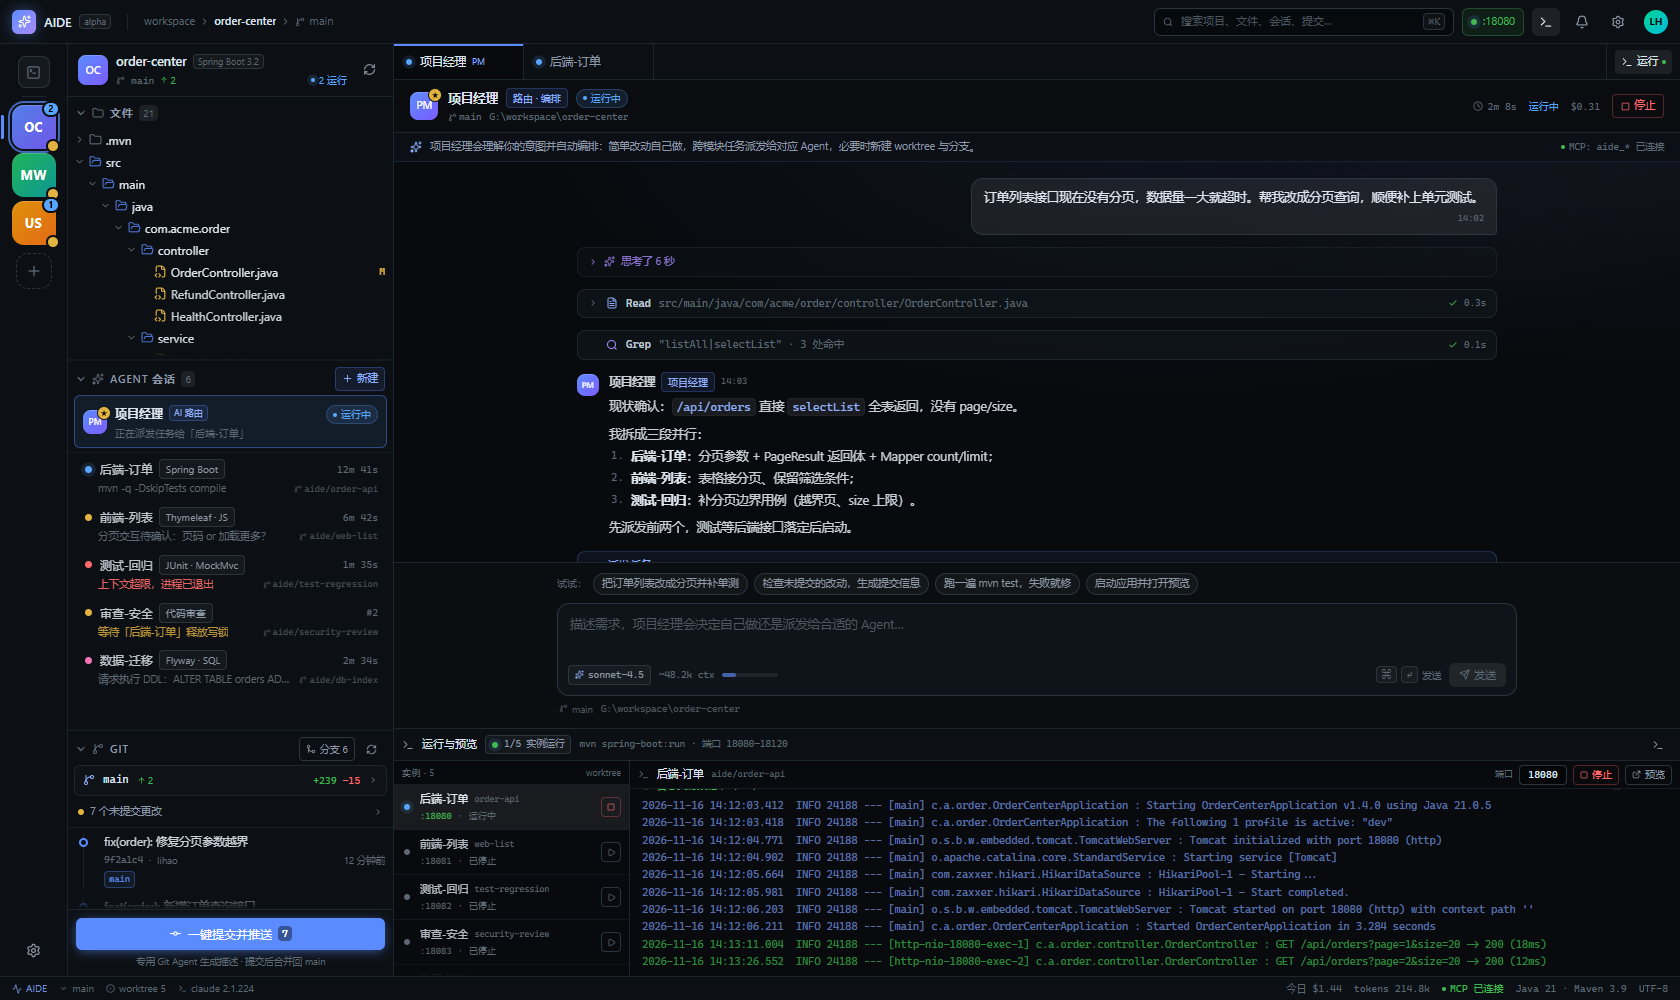 AIDE alpha workspace › order-center › main
搜索项目、文件、会话、提交... ⌘K :18080 LH
OC 2
MW
US 1
OC order-center Spring Boot 3.2
main ↑2 2 运行
文件 21
.mvn
src
main
java
com.acme.order
controller
OrderController.java M
RefundController.java
HealthController.java
service
AGENT 会话 6 + 新建
PM 项目经理 AI 路由 运行中
正在派发任务给「后端-订单」
后端-订单 Spring Boot 12m 41s
mvn -q -DskipTests compile aide/order-api
前端-列表 Thymeleaf · JS 6m 42s
分页交互待确认：页码 or 加载更多？ aide/web-list
测试-回归 JUnit · MockMvc 1m 35s
上下文超限，进程已退出 aide/test-regression
审查-安全 代码审查 #2
等待「后端-订单」释放写锁 aide/security-review
数据-迁移 Flyway · SQL 2m 34s
请求执行 DDL：ALTER TABLE orders AD... aide/db-index
GIT 分支 6
main ↑2 +239 −15
7 个未提交更改
fix(order): 修复分页参数越界
9f2a1c4 · lihao 12 分钟前
main
feat(order): 新增订单查询接口
一键提交并推送 7
专用 Git Agent 生成描述 · 提交后合并回 main
项目经理 PM 后端-订单 运行
PM 项目经理 路由 · 编排 运行中
main G:\workspace\order-center
2m 8s 运行中 $0.31 停止
项目经理会理解你的意图并自动编排：简单改动自己做，跨模块任务派发给对应 Agent，必要时新建 worktree 与分支。 MCP: aide_* 已连接
订单列表接口现在没有分页，数据量一大就超时。帮我改成分页查询，顺便补上单元测试。
14:02
思考了 6 秒
Read src/main/java/com/acme/order/controller/OrderController.java 0.3s
Grep "listAll|selectList" · 3 处命中 0.1s
PM 项目经理 项目经理 14:03
现状确认：/api/orders 直接 selectList 全表返回，没有 page/size。
我拆成三段并行：
1. 后端-订单：分页参数 + PageResult 返回体 + Mapper count/limit；
2. 前端-列表：表格接分页、保留筛选条件；
3. 测试-回归：补分页边界用例（越界页、size 上限）。
先派发前两个，测试等后端接口落定后启动。
试试： 把订单列表改成分页并补单测 检查未提交的改动，生成提交信息 跑一遍 mvn test，失败就修 启动应用并打开预览
描述需求，项目经理会决定自己做还是派发给合适的 Agent...
sonnet-4.5 ~48.2k ctx ⌘ ↵ 发送 发送
main G:\workspace\order-center
运行与预览 1/5 实例运行 mvn spring-boot:run · 端口 18080-18120
实例 · 5 worktree
后端-订单 order-api
:18080 · 运行中
前端-列表 web-list
:18081 · 已停止
测试-回归 test-regression
:18082 · 已停止
审查-安全 security-review
:18083 · 已停止
后端-订单 aide/order-api 端口 18080 停止 预览
2026-11-16 14:12:03.412 INFO 24188 --- [main] c.a.order.OrderCenterApplication : Starting OrderCenterApplication v1.4.0 using Java 21.0.5
2026-11-16 14:12:03.418 INFO 24188 --- [main] c.a.order.OrderCenterApplication : The following 1 profile is active: "dev"
2026-11-16 14:12:04.771 INFO 24188 --- [main] o.s.b.w.embedded.tomcat.TomcatWebServer : Tomcat initialized with port 18080 (http)
2026-11-16 14:12:04.902 INFO 24188 --- [main] o.apache.catalina.core.StandardService : Starting service [Tomcat]
2026-11-16 14:12:05.664 INFO 24188 --- [main] com.zaxxer.hikari.HikariDataSource : HikariPool-1 - Starting...
2026-11-16 14:12:05.981 INFO 24188 --- [main] com.zaxxer.hikari.HikariDataSource : HikariPool-1 - Start completed.
2026-11-16 14:12:06.203 INFO 24188 --- [main] o.s.b.w.embedded.tomcat.TomcatWebServer : Tomcat started on port 18080 (http) with context path ''
2026-11-16 14:12:06.211 INFO 24188 --- [main] c.a.order.OrderCenterApplication : Started OrderCenterApplication in 3.284 seconds
2026-11-16 14:13:11.004 INFO 24188 --- [http-nio-18080-exec-1] c.a.order.controller.OrderController : GET /api/orders?page=1&size=20 → 200 (18ms)
2026-11-16 14:13:26.552 INFO 24188 --- [http-nio-18080-exec-2] c.a.order.controller.OrderController : GET /api/orders?page=2&size=20 → 200 (12ms)
AIDE main worktree 5 claude 2.1.224 今日 $1.44 tokens 214.8k MCP 已连接 Java 21 · Maven 3.9 UTF-8